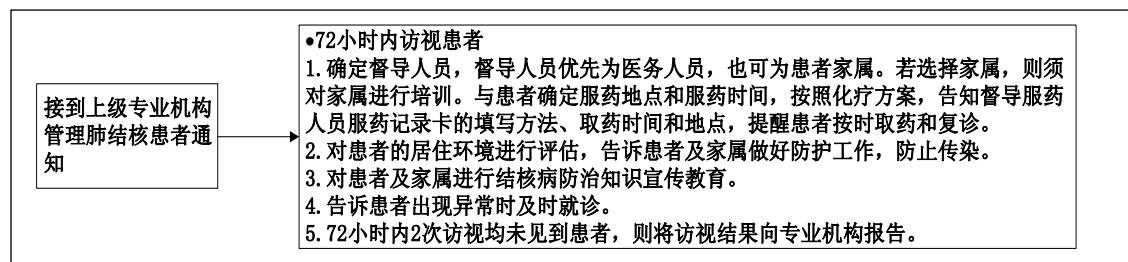 接到上级专业机构
管理肺结核患者通
知
•72小时内访视患者
1.确定督导人员，督导人员优先为医务人员，也可为患者家属。若选择家属，则须
对家属进行培训。与患者确定服药地点和服药时间，按照化疗方案，告知督导服药
人员服药记录卡的填写方法、取药时间和地点，提醒患者按时取药和复诊。
2.对患者的居住环境进行评估，告诉患者及家属做好防护工作，防止传染。
3.对患者及家属进行结核病防治知识宣传教育。
4.告诉患者出现异常时及时就诊。
5.72小时内2次访视均未见到患者，则将访视结果向专业机构报告。